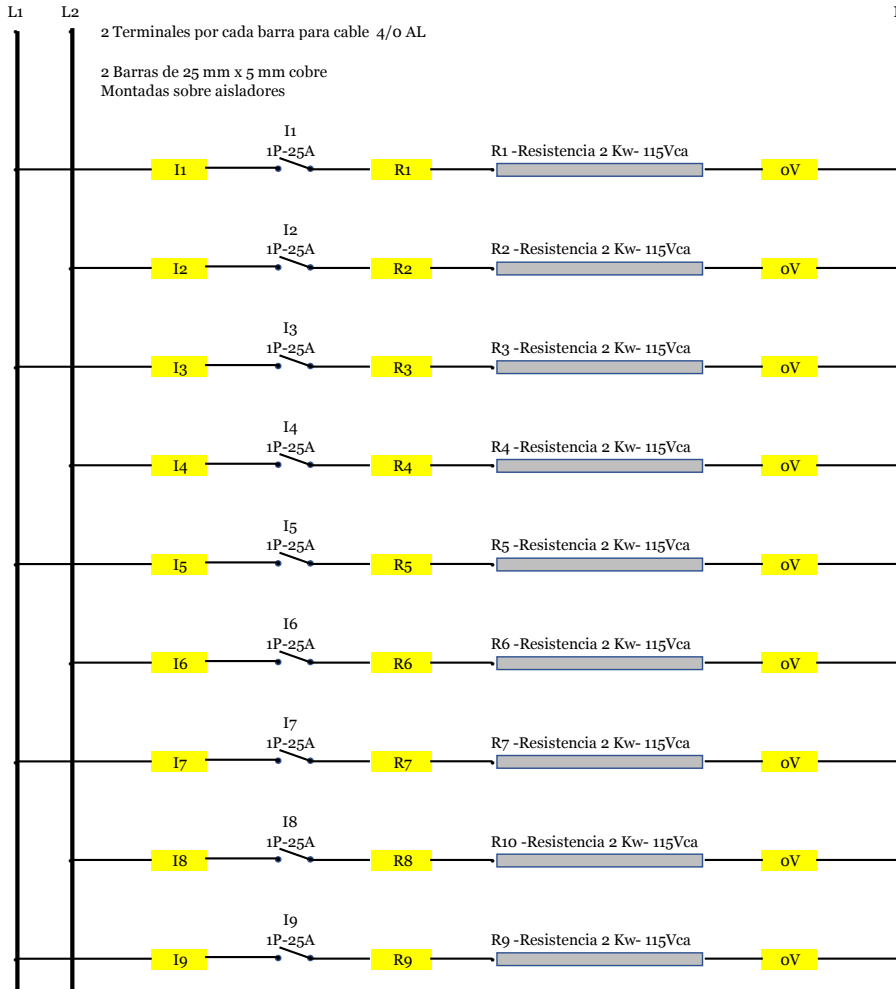 L1 L2
2 Terminales por cada barra para cable 4/0 AL
2 Barras de 25 mm x 5 mm cobre
Montadas sobre aisladores
I1
1P-25A
R1 -Resistencia 2 Kw- 115Vca
I1 R1 0V
I2
1P-25A
R2 -Resistencia 2 Kw- 115Vca
I2 R2 0V
I3
1P-25A
R3 -Resistencia 2 Kw- 115Vca
I3 R3 0V
I4
1P-25A
R4 -Resistencia 2 Kw- 115Vca
I4 R4 0V
I5
1P-25A
R5 -Resistencia 2 Kw- 115Vca
I5 R5 0V
I6
1P-25A
R6 -Resistencia 2 Kw- 115Vca
I6 R6 0V
I7
1P-25A
R7 -Resistencia 2 Kw- 115Vca
I7 R7 0V
I8
1P-25A
R10 -Resistencia 2 Kw- 115Vca
I8 R8 0V
I9
1P-25A
R9 -Resistencia 2 Kw- 115Vca
I9 R9 0V